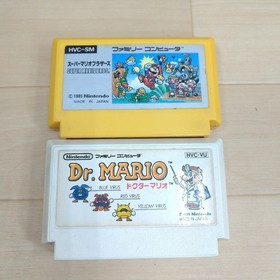 HVC-SM
ファミリー コンピュータ
スーパーマリオブラザーズ
© 1985 Nintendo
MADE IN JAPAN
Nintendo
ファミリー コンピュータ
HVC-VU
Dr. MARIO™
ドクターマリオ™
BLUE VIRUS
RED VIRUS
YELLOW VIRUS